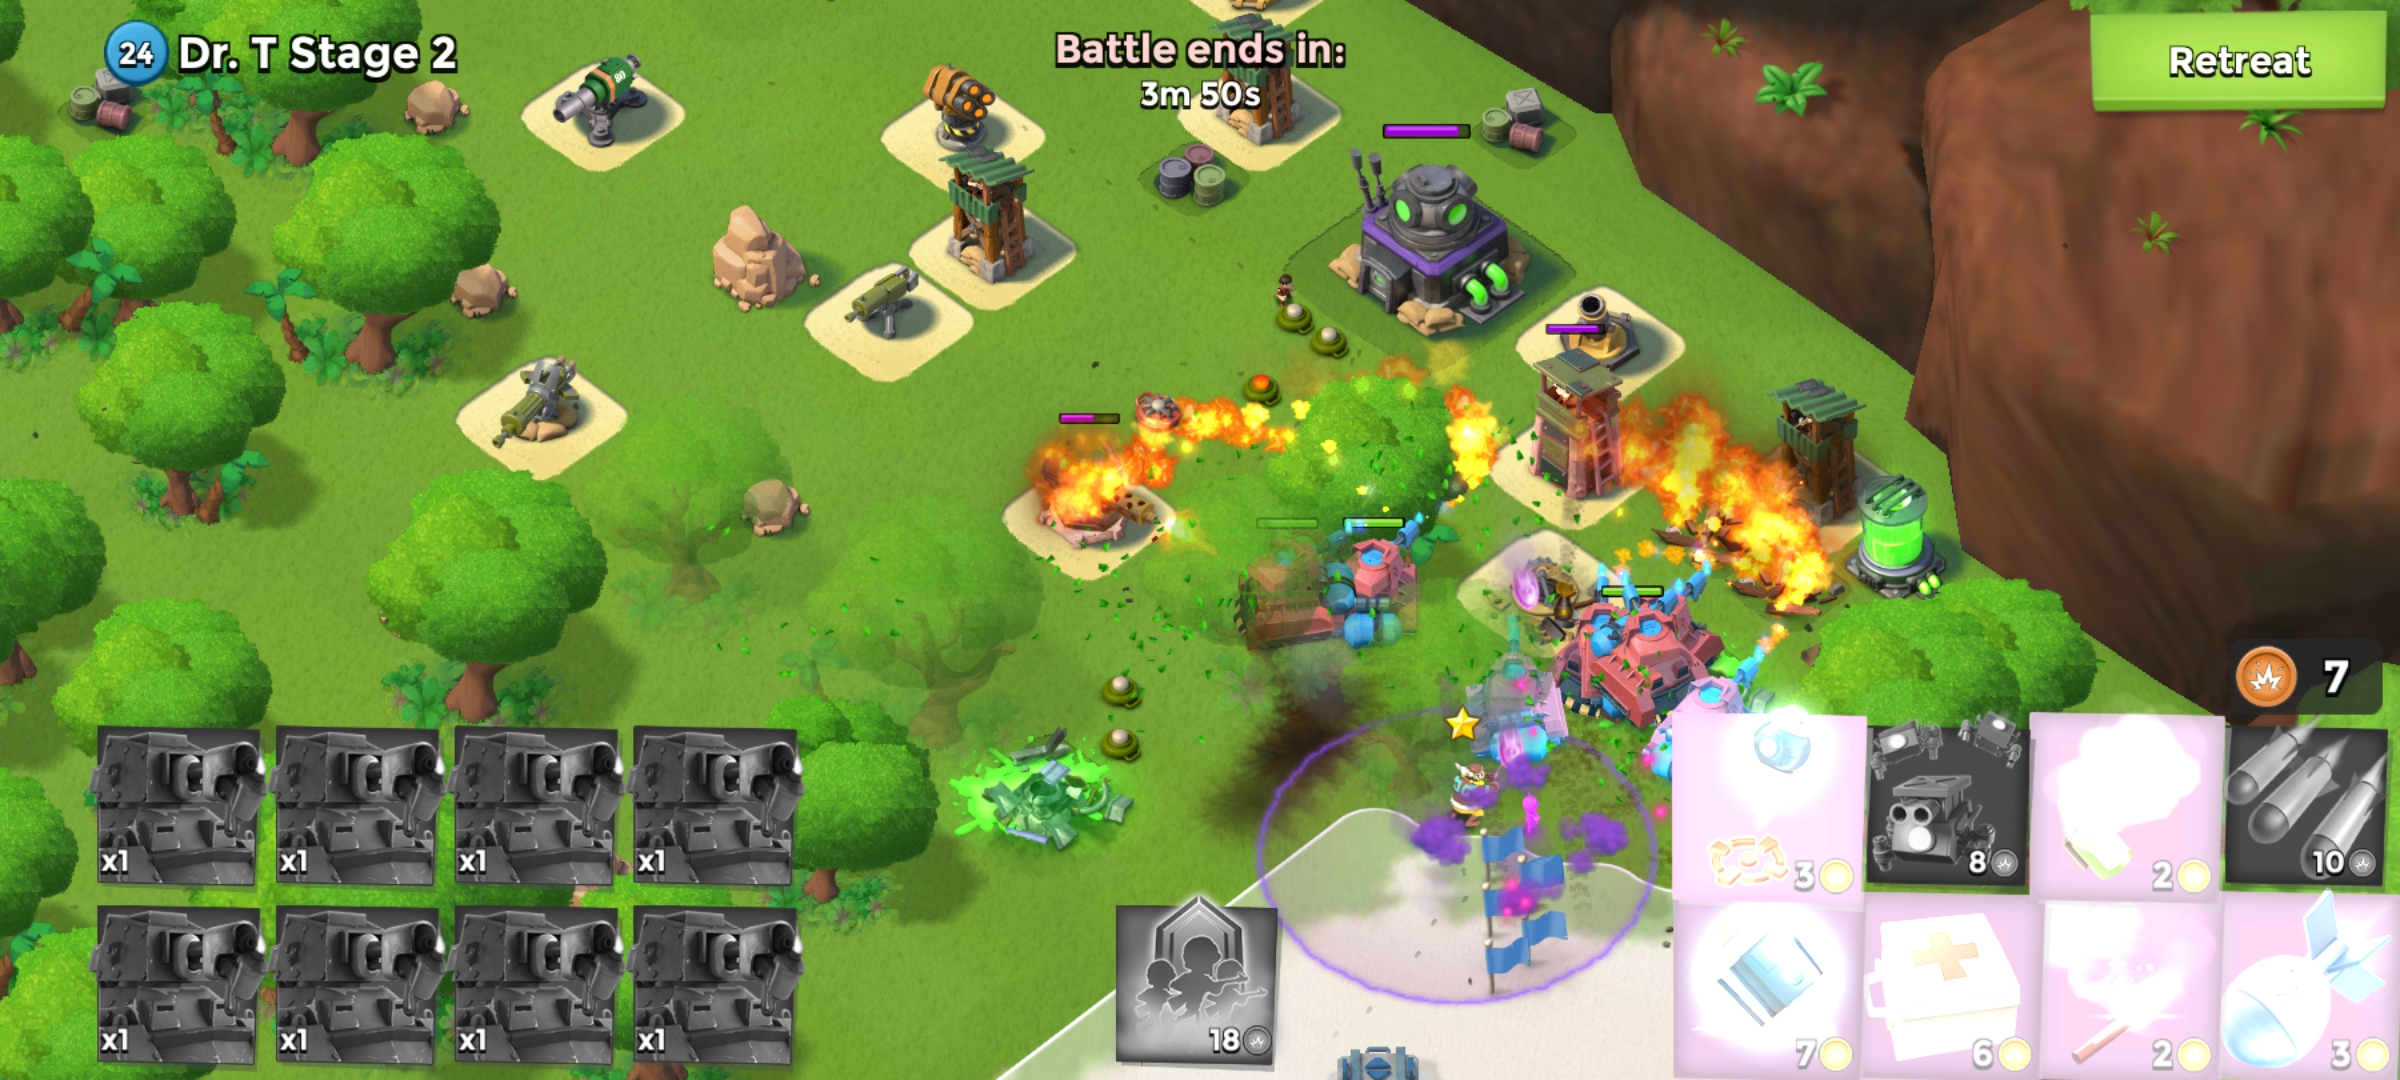 24 Dr. T Stage 2
Battle ends in:
3m 50s
Retreat
80
7
x1 x1 x1 x1
3 8 2 10
x1 x1 x1 x1
18
7 6 2 3